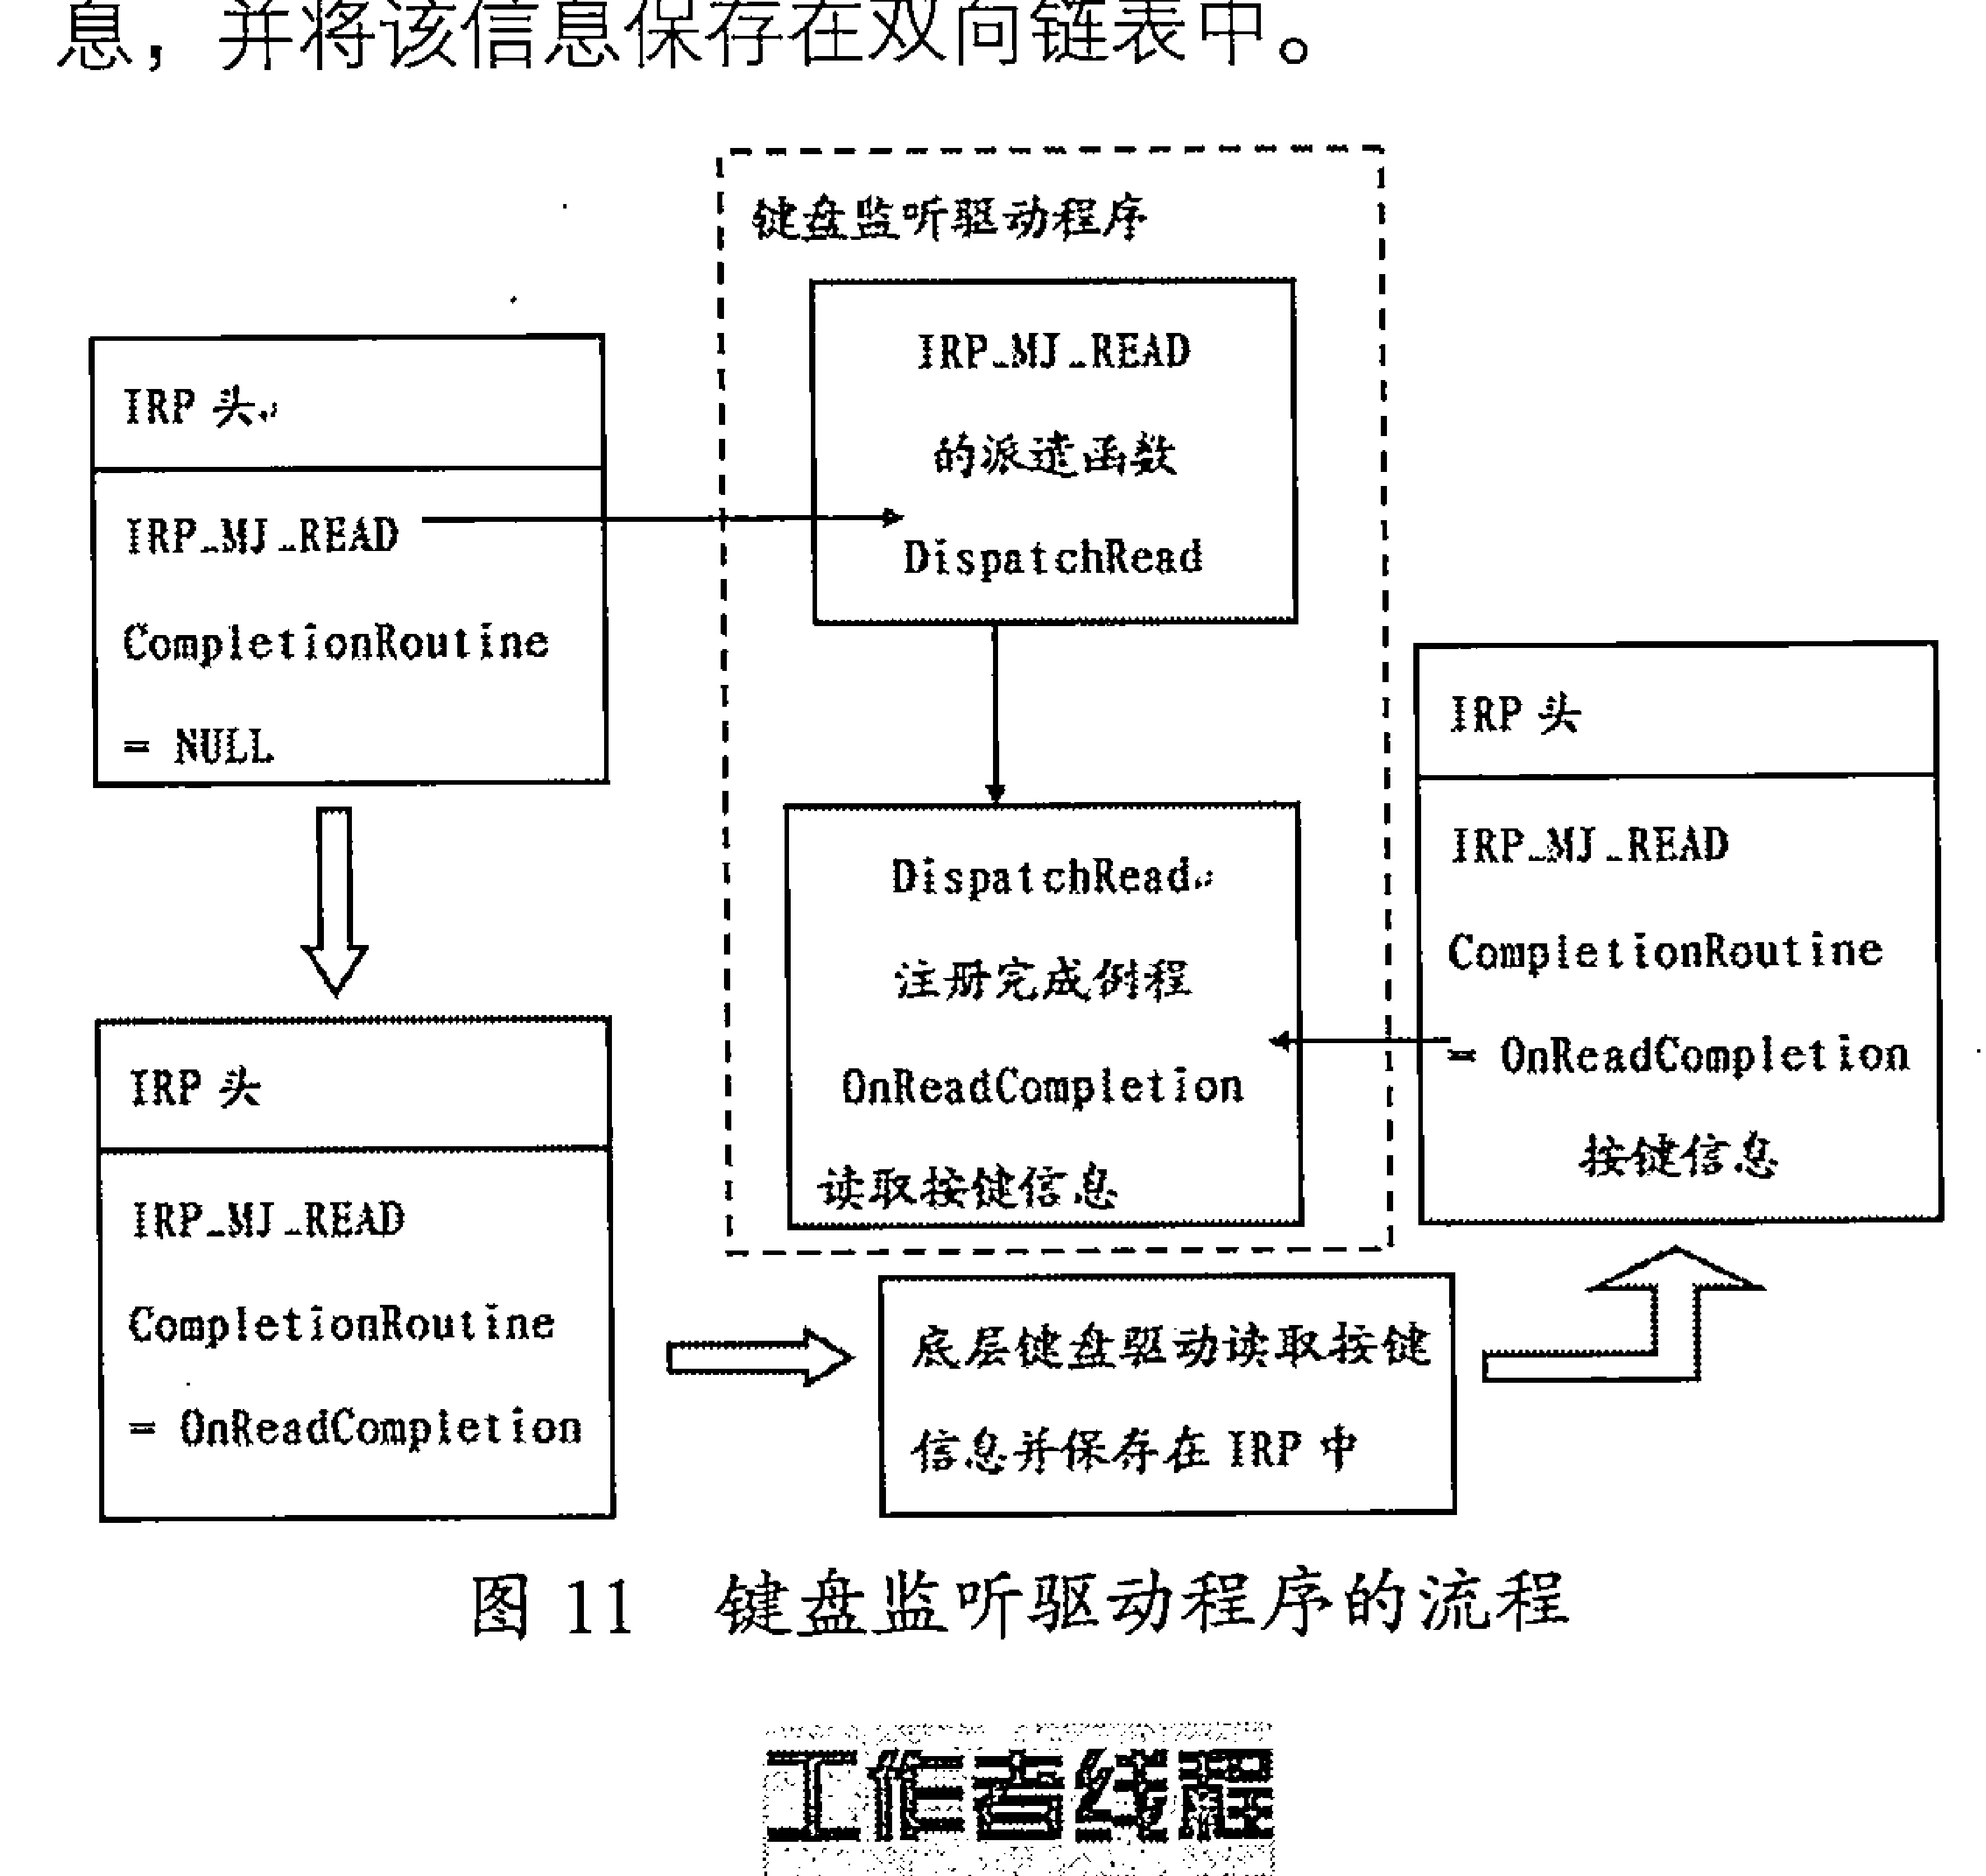 息，并将该信息保存在双向链表中。
键盘监听驱动程序
IRP_MJ_READ
的派遣函数
DispatchRead
IRP 头
IRP_MJ_READ
CompletionRoutine
= NULL
DispatchRead
注册完成例程
OnReadCompletion
读取按键信息
IRP 头
IRP_MJ_READ
CompletionRoutine
= OnReadCompletion
按键信息
IRP 头
IRP_MJ_READ
CompletionRoutine
= OnReadCompletion
底层键盘驱动读取按键
信息并保存在 IRP 中
图 11 键盘监听驱动程序的流程
工作者线程